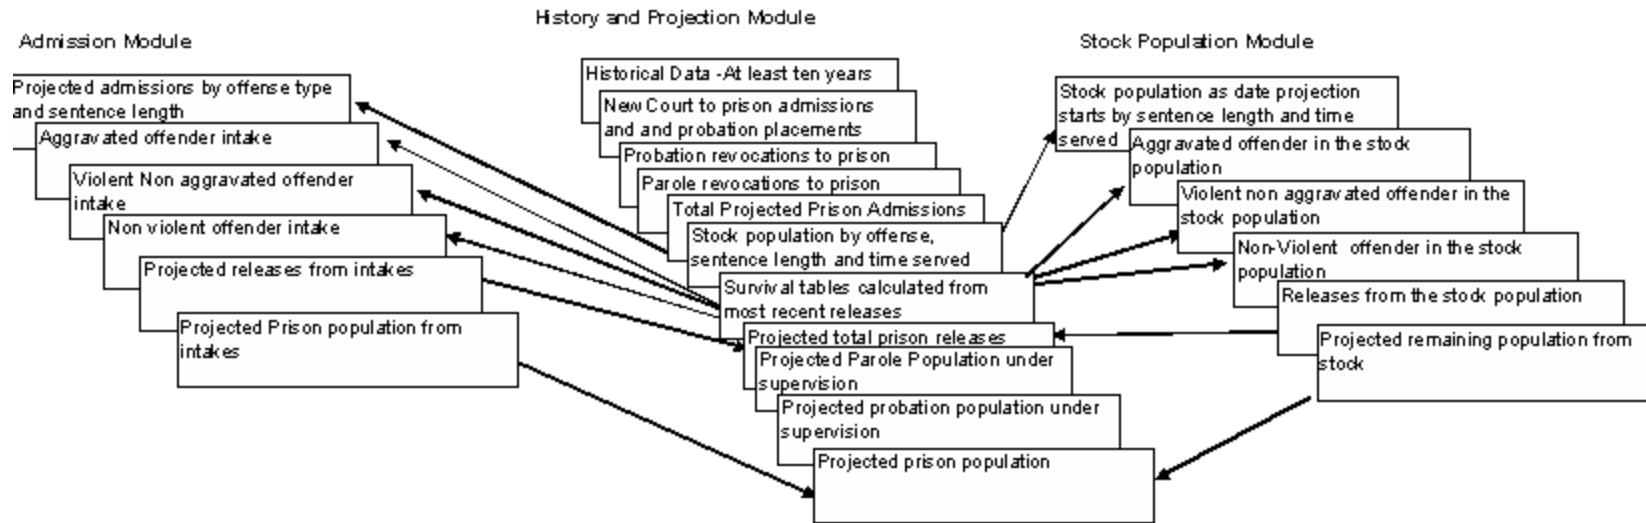 History and Projection Module
Admission Module
Stock Population Module
Projected admissions by offense type
and sentence length
Aggravated offender intake
Violent Non aggravated offender
intake
Non violent offender intake
Projected releases from intakes
Projected Prison population from
intakes
Historical Data -At least ten years
New Court to prison admissions
and and probation placements
Probation revocations to prison
Parole revocations to prison
Total Projected Prison Admissions
Stock population by offense,
sentence length and time served
Survival tables calculated from
most recent releases
Projected total prison releases
Projected Parole Population under
supervision
Projected probation population under
supervision
Projected prison population
Stock population as date projection
starts by sentence length and time
served
Aggravated offender in the stock
population
Violent non aggravated offender in the
stock population
Non-Violent offender in the stock
population
Releases from the stock population
Projected remaining population from
stock